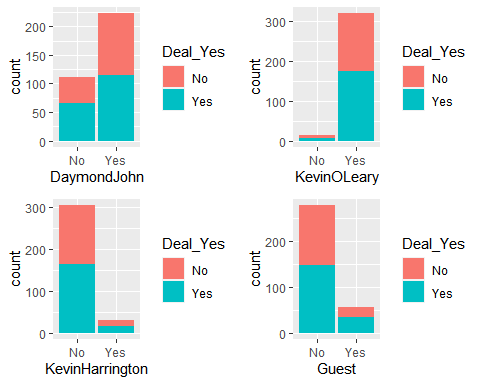 count
200
150
100
50
0
No Yes
DaymondJohn
Deal_Yes
No
Yes
count
300
200
100
0
No Yes
KevinOLeary
Deal_Yes
No
Yes
count
300
200
100
0
No Yes
KevinHarrington
Deal_Yes
No
Yes
count
200
100
0
No Yes
Guest
Deal_Yes
No
Yes